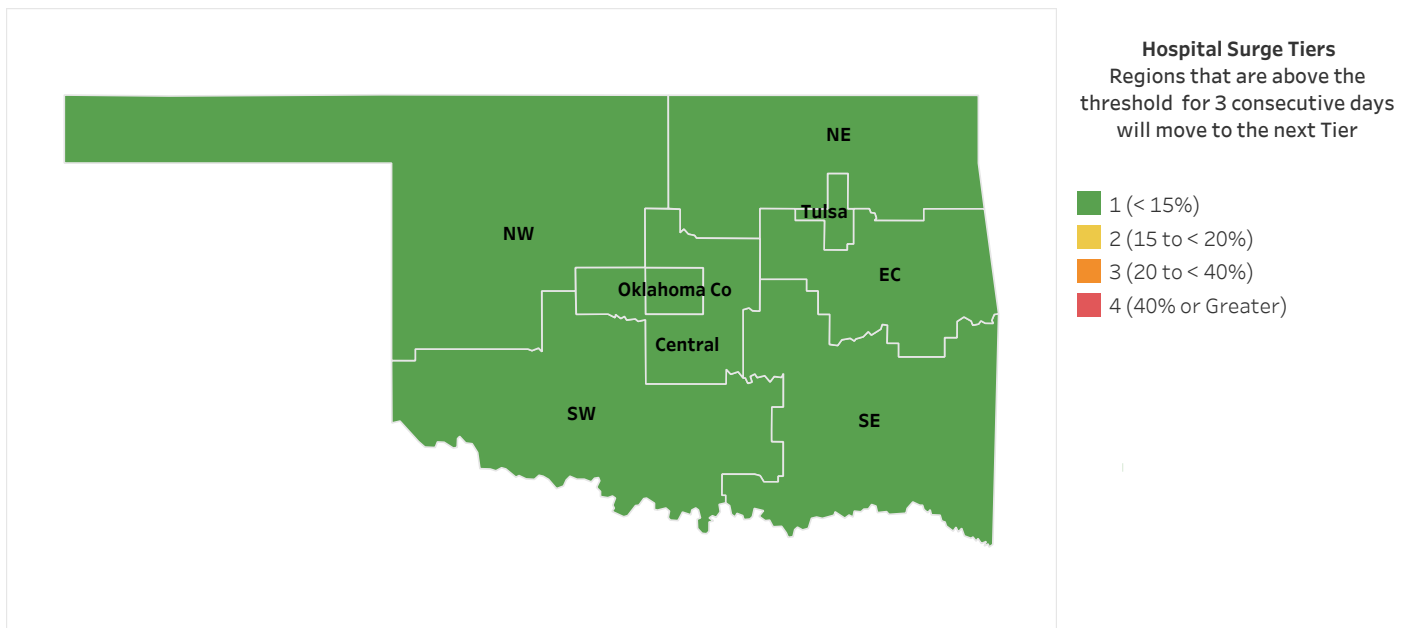 Hospital Surge Tiers
Regions that are above the
threshold for 3 consecutive days
will move to the next Tier
1 (< 15%)
2 (15 to < 20%)
3 (20 to < 40%)
4 (40% or Greater)
NE
Tulsa
NW
EC
Oklahoma Co
Central
SW
SE